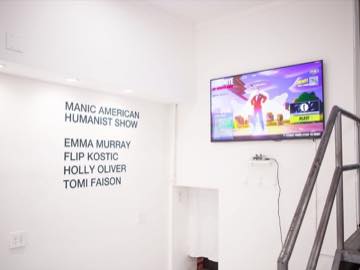 MANIC AMERICAN
HUMANIST SHOW
EMMA MURRAY
FLIP KOSTIC
HOLLY OLIVER
TOMI FAISON